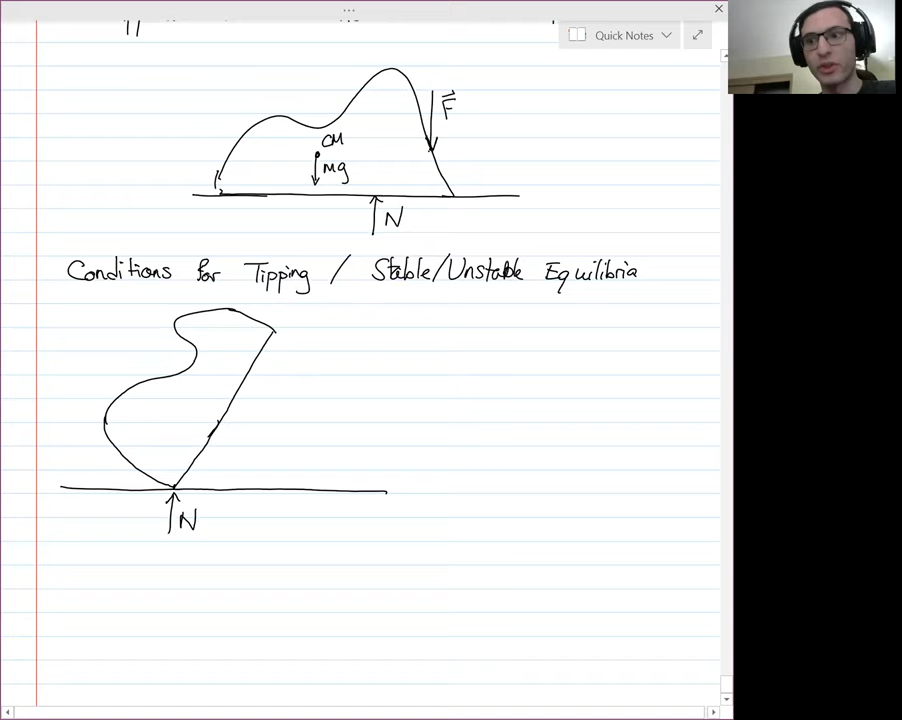 Quick Notes
F
CM
Mg
N
Conditions for Tipping / Stable/Unstable Equilibria
N